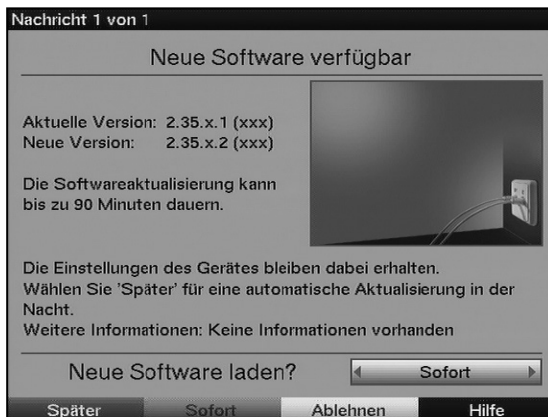 Nachricht 1 von 1
Neue Software verfügbar
Aktuelle Version: 2.35.x.1 (xxx)
Neue Version: 2.35.x.2 (xxx)
Die Softwareaktualisierung kann
bis zu 90 Minuten dauern.
Die Einstellungen des Gerätes bleiben dabei erhalten.
Wählen Sie 'Später' für eine automatische Aktualisierung in der
Nacht.
Weitere Informationen: Keine Informationen vorhanden
Neue Software laden? Sofort
Später Sofort Ablehnen Hilfe